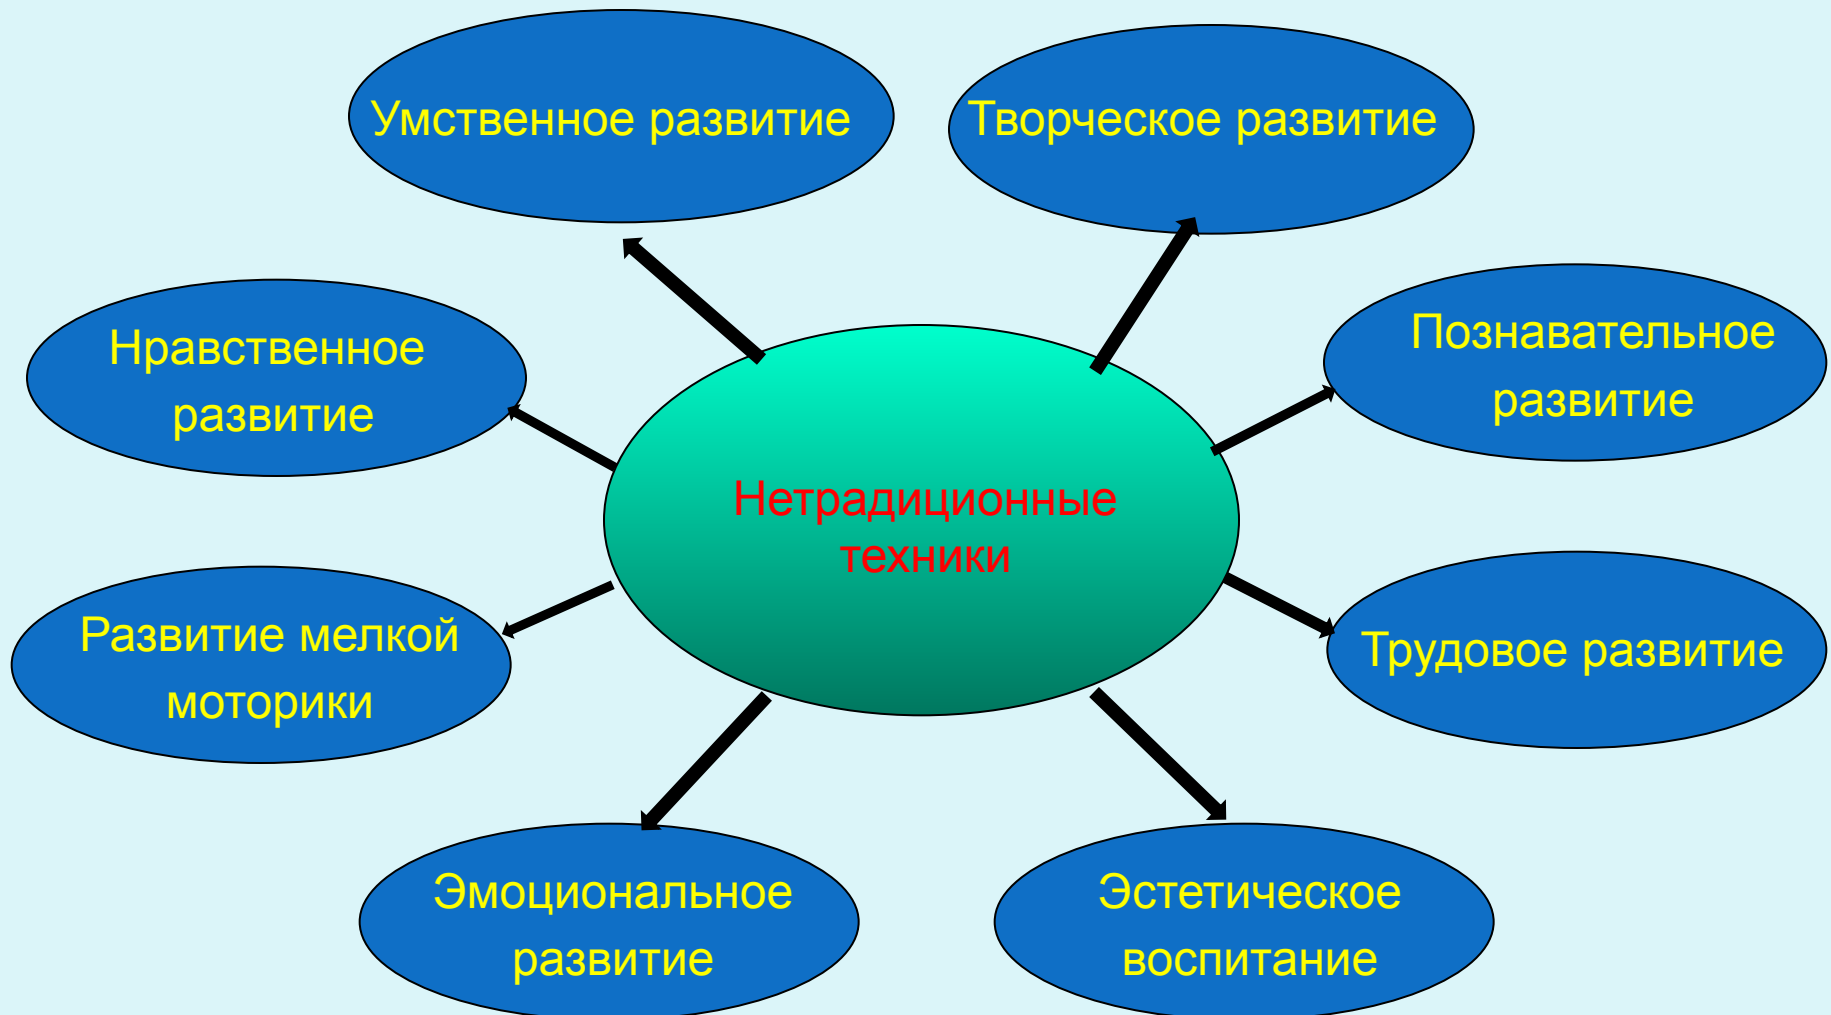 Умственное развитие
Творческое развитие
Нравственное
развитие
Познавательное
развитие
Нетрадиционные
техники
Развитие мелкой
моторики
Трудовое развитие
Эмоциональное
развитие
Эстетическое
воспитание